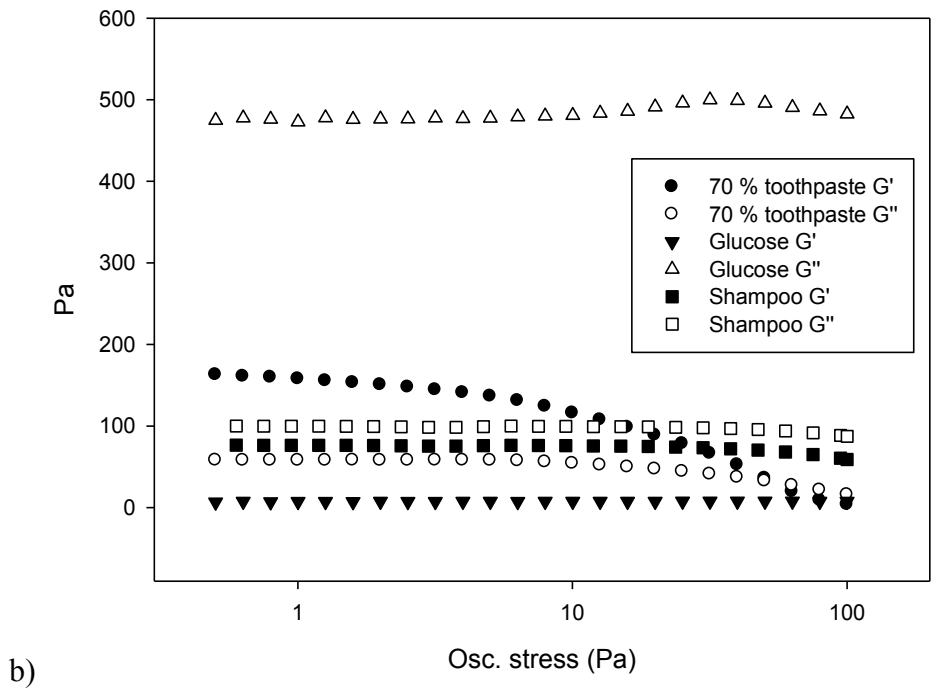 600
500
400
300
200
100
0
Pa
70 % toothpaste G'
70 % toothpaste G"
Glucose G'
Glucose G"
Shampoo G'
Shampoo G"
1 10 100
Osc. stress (Pa)
b)